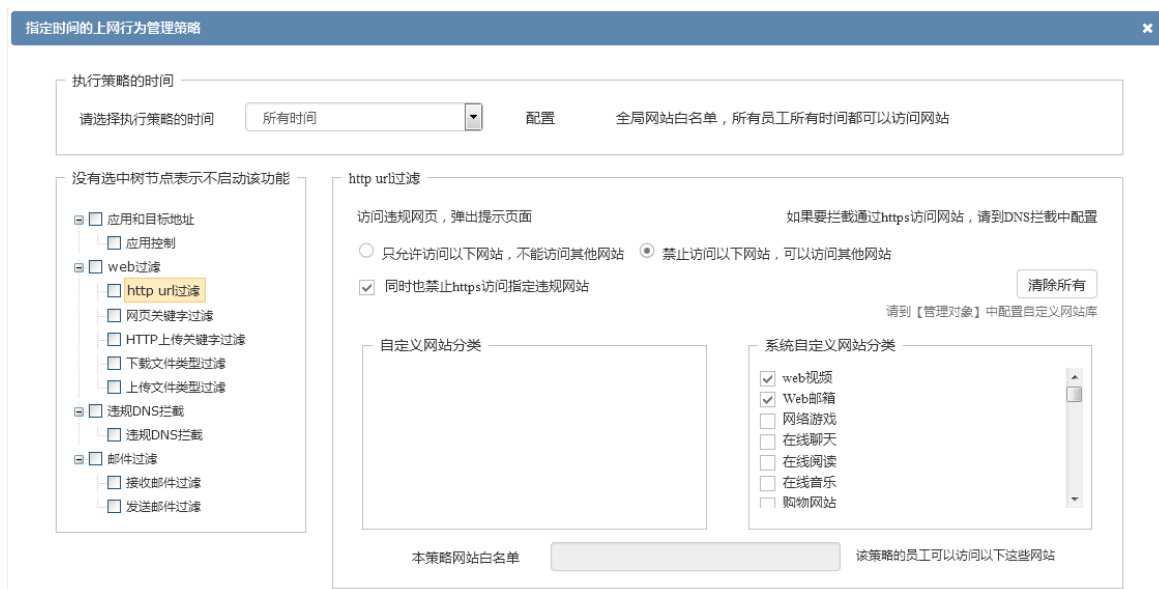 指定时间的上网行为管理策略
执行策略的时间
请选择执行策略的时间 所有时间 配置 全局网站白名单，所有员工所有时间都可以访问网站
没有选中树节点表示不启动该功能
应用和目标地址
应用控制
web过滤
http url过滤
网页关键字过滤
HTTP上传关键字过滤
下载文件类型过滤
上传文件类型过滤
违规DNS拦截
违规DNS拦截
邮件过滤
接收邮件过滤
发送邮件过滤
http url过滤
访问违规网页，弹出提示页面 如果要拦截通过https访问网站，请到DNS拦截中配置
只允许访问以下网站，不能访问其他网站 禁止访问以下网站，可以访问其他网站
同时也禁止https访问指定违规网站 清除所有
请到【管理对象】中配置自定义网站库
自定义网站分类
系统自定义网站分类
web视频
Web邮箱
网络游戏
在线聊天
在线阅读
在线音乐
购物网站
本策略网站白名单 该策略的员工可以访问以下这些网站